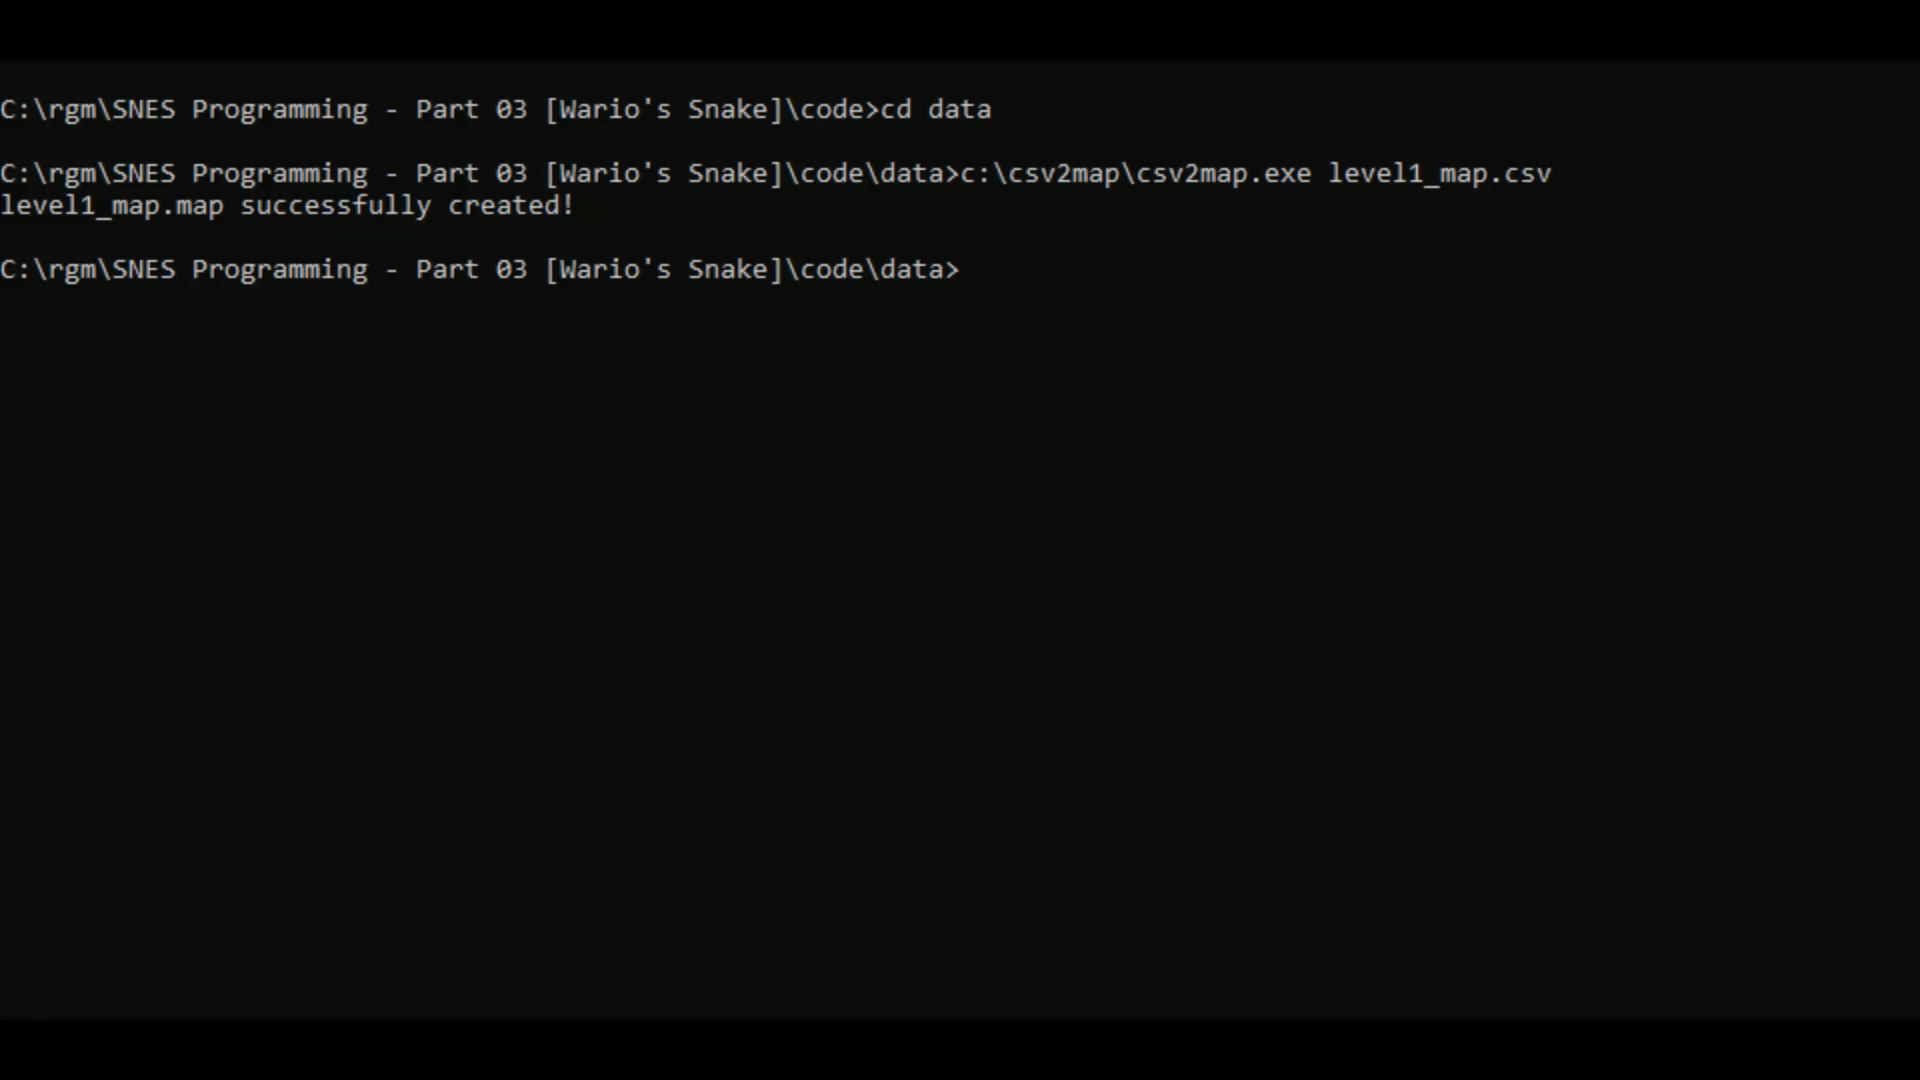 C:\rgm\SNES Programming - Part 03 [Wario's Snake]\code>cd data
C:\rgm\SNES Programming - Part 03 [Wario's Snake]\code\data>c:\csv2map\csv2map.exe level1_map.csv
level1_map.map successfully created!
C:\rgm\SNES Programming - Part 03 [Wario's Snake]\code\data>